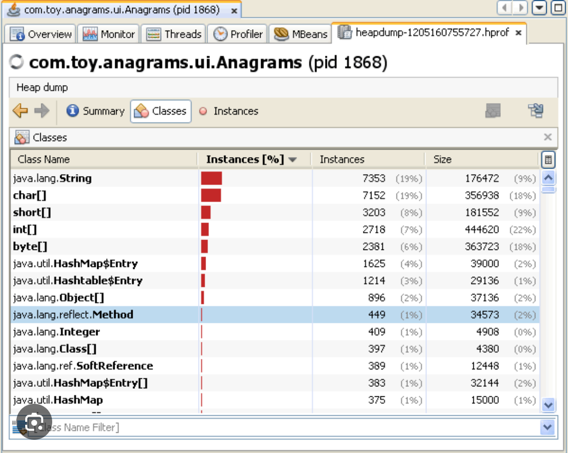 com.toy.anagrams.ui.Anagrams (pid 1868) ×
Overview Monitor Threads Profiler MBeans heapdump-1205160755727.hprof ×
com.toy.anagrams.ui.Anagrams (pid 1868)
Heap dump
Summary Classes Instances
Classes ×
Class Name Instances [%] Instances Size
java.lang.String 7353 (19%) 176472 (9%)
char[] 7152 (19%) 356938 (18%)
short[] 3203 (8%) 181552 (9%)
int[] 2718 (7%) 444620 (22%)
byte[] 2381 (6%) 363723 (18%)
java.util.HashMap$Entry 1625 (4%) 39000 (2%)
java.util.Hashtable$Entry 1214 (3%) 29136 (1%)
java.lang.Object[] 896 (2%) 37136 (2%)
java.lang.reflect.Method 449 (1%) 34573 (2%)
java.lang.Integer 409 (1%) 4908 (0%)
java.lang.Class[] 397 (1%) 4380 (0%)
java.lang.ref.SoftReference 389 (1%) 12448 (1%)
java.util.HashMap$Entry[] 383 (1%) 32144 (2%)
java.util.HashMap 375 (1%) 15000 (1%)
[Class Name Filter]